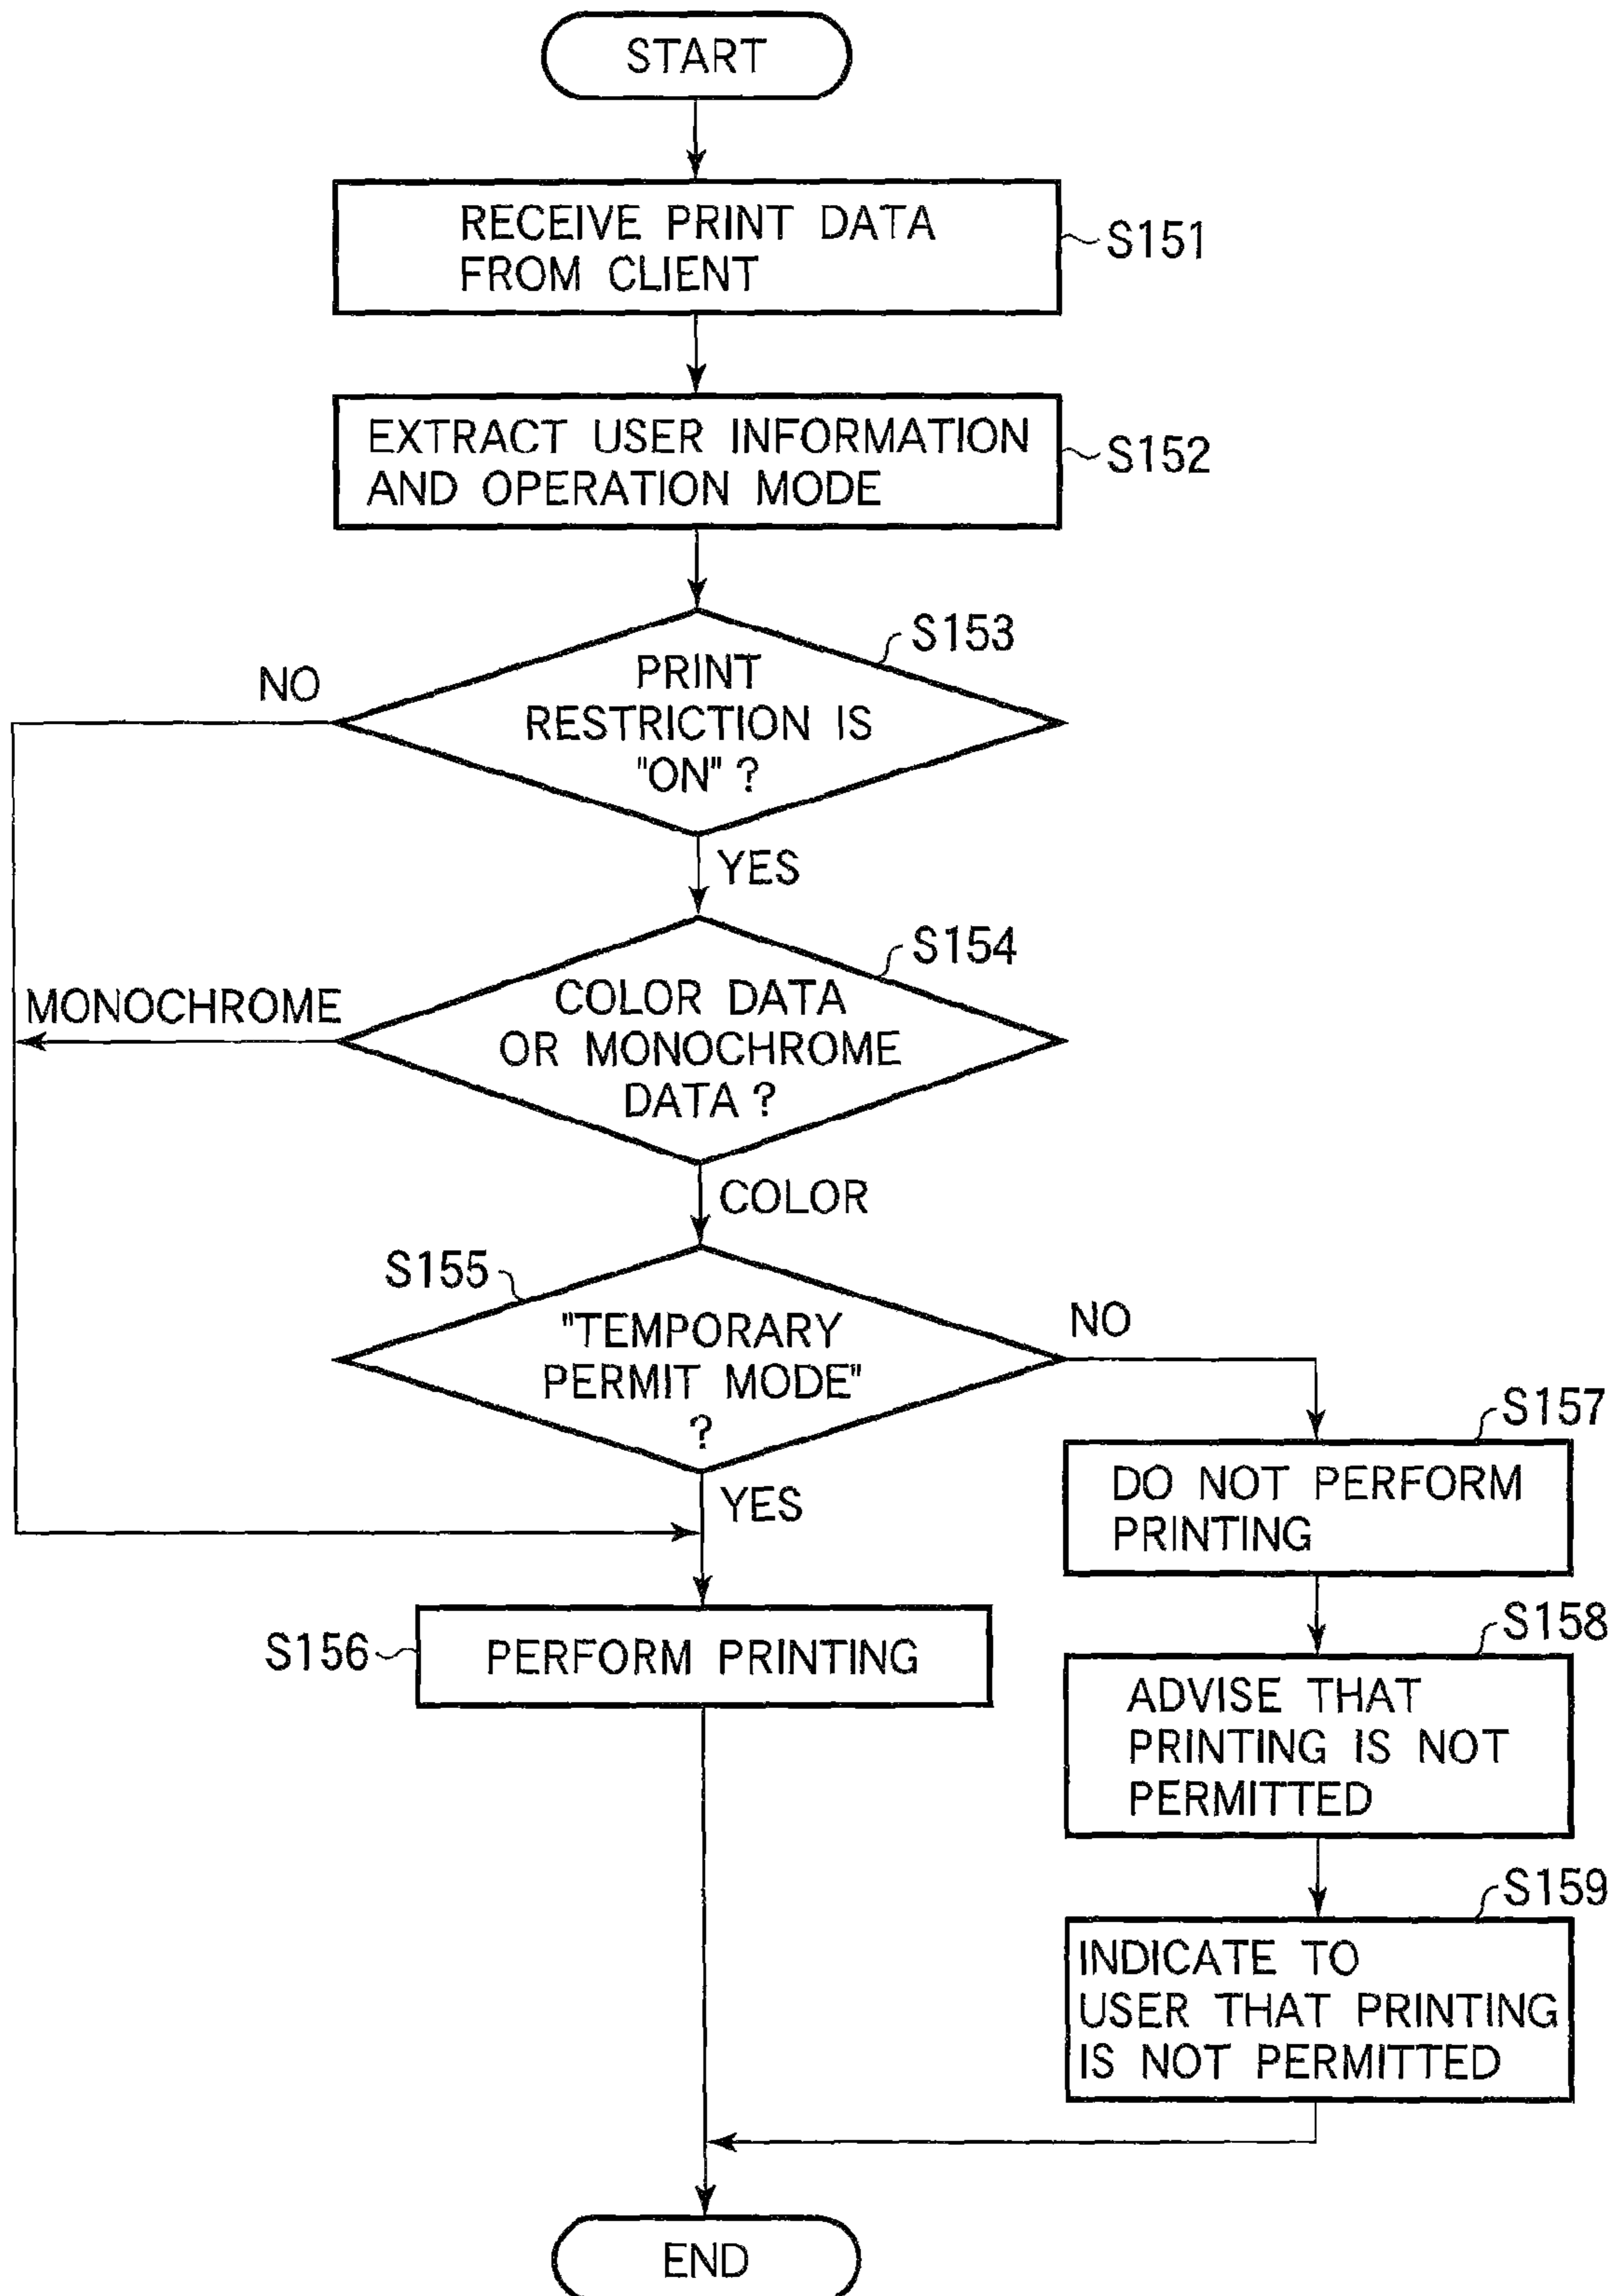 START
RECEIVE PRINT DATA
FROM CLIENT
S151
EXTRACT USER INFORMATION
AND OPERATION MODE
S152
S153
NO
PRINT
RESTRICTION IS
"ON" ?
YES
S154
MONOCHROME
COLOR DATA
OR MONOCHROME
DATA ?
COLOR
S155
"TEMPORARY
PERMIT MODE"
?
NO
YES
S157
DO NOT PERFORM
PRINTING
S156
PERFORM PRINTING
S158
ADVISE THAT
PRINTING IS NOT
PERMITTED
S159
INDICATE TO
USER THAT PRINTING
IS NOT PERMITTED
END